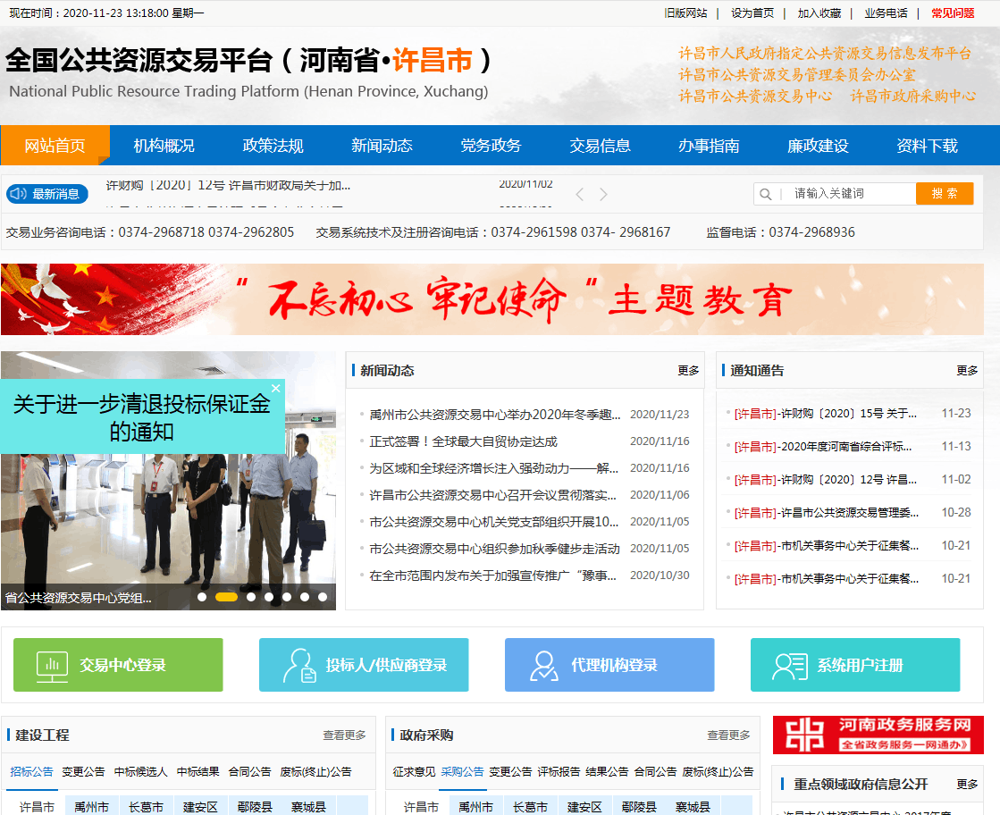 现在时间：2020-11-23 13:18:00 星期一
旧版网站 | 设为首页 | 加入收藏 | 业务电话 | 常见问题
全国公共资源交易平台（河南省•许昌市）
National Public Resource Trading Platform (Henan Province, Xuchang)
许昌市人民政府指定公共资源交易信息发布平台
许昌市公共资源交易管理委员会办公室
许昌市公共资源交易中心 许昌市政府采购中心
网站首页 机构概况 政策法规 新闻动态 党务政务 交易信息 办事指南 廉政建设 资料下载
最新消息
许财购〔2020〕12号 许昌市财政局关于加... 2020/11/02
请输入关键词
搜 索
交易业务咨询电话：0374-2968718 0374-2962805 交易系统技术及注册咨询电话：0374-2961598 0374- 2968167 监督电话：0374-2968936
“不忘初心 牢记使命“主题教育
关于进一步清退投标保证金
的通知
省公共资源交易中心党组...
新闻动态 更多
禹州市公共资源交易中心举办2020年冬季趣... 2020/11/23
正式签署！全球最大自贸协定达成 2020/11/16
为区域和全球经济增长注入强劲动力——解... 2020/11/16
许昌市公共资源交易中心召开会议贯彻落实... 2020/11/06
市公共资源交易中心机关党支部组织开展10... 2020/11/05
市公共资源交易中心组织参加秋季健步走活动 2020/11/05
在全市范围内发布关于加强宣传推广“豫事... 2020/10/30
通知通告 更多
[许昌市]-许财购〔2020〕15号 关于... 11-23
[许昌市]-2020年度河南省综合评标... 11-13
[许昌市]-许财购〔2020〕12号 许昌... 11-02
[许昌市]-许昌市公共资源交易管理委... 10-28
[许昌市]-市机关事务中心关于征集餐... 10-21
[许昌市]-市机关事务中心关于征集餐... 10-21
交易中心登录
投标人/供应商登录
代理机构登录
系统用户注册
建设工程 查看更多
招标公告 变更公告 中标候选人 中标结果 合同公告 废标(终止)公告
许昌市 禹州市 长葛市 建安区 鄢陵县 襄城县
政府采购 查看更多
征求意见 采购公告 变更公告 评标报告 结果公告 合同公告 废标(终止)公告
许昌市 禹州市 长葛市 建安区 鄢陵县 襄城县
河南政务服务网
全省政务服务一网通办》
重点领域政府信息公开 更多